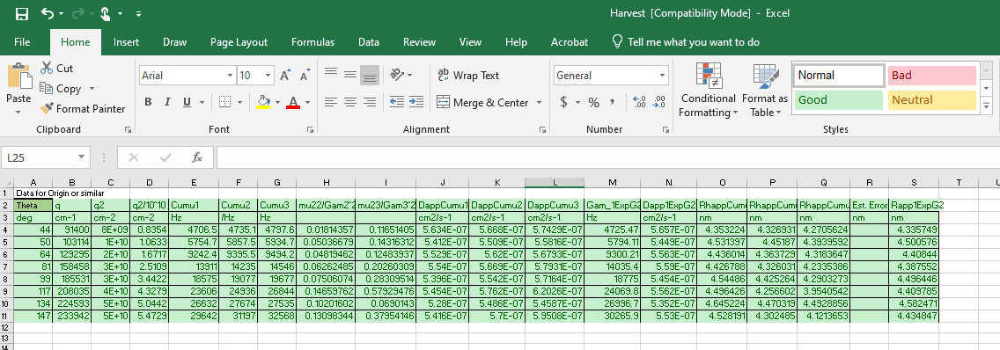 Harvest [Compatibility Mode] - Excel
File Home Insert Draw Page Layout Formulas Data Review View Help Acrobat Tell me what you want to do
Paste Cut Copy Format Painter Clipboard
Arial 10 A A B I U A Font
ab Wrap Text Merge & Center Alignment
General $ % , Number
Conditional Formatting Format as Table Normal Bad Good Neutral Styles
L25 fx
A B C D E F G H I J K L M N O P Q R S T U
1 Data for Origin or similar
2 Theta q q2 q2/10^10 Cumu1 Cumu2 Cumu3 mu22/Gam2^2 mu23/Gam3^2 DappCumu1 DappCumu2 DappCumu3 Gam_1ExpG2 Dapp1ExpG2 RhappCumu RhappCumu RhappCumu Est. Error Rapp1ExpG2
3 deg cm-1 cm-2 cm-2 Hz /Hz Hz cm2/s-1 cm2/s-1 cm2/s-1 Hz cm2/s-1 nm nm nm nm nm
4 44 91400 8E+09 0.8354 4706.5 4735.1 4797.6 0.01814357 0.11651405 5.634E-07 5.668E-07 5.7429E-07 4725.47 5.657E-07 4.353224 4.326931 4.2705624 4.335749
5 50 103114 1E+10 1.0633 5754.7 5857.5 5934.7 0.05036679 0.14316312 5.412E-07 5.509E-07 5.5816E-07 5794.11 5.449E-07 4.531397 4.45187 4.3939592 4.500576
6 64 129295 2E+10 1.6717 9242.4 9395.5 9494.2 0.04819462 0.12483937 5.529E-07 5.62E-07 5.6793E-07 9300.21 5.563E-07 4.436014 4.363729 4.3183647 4.40844
7 81 158458 3E+10 2.5109 13911 14235 14546 0.06262485 0.20260309 5.54E-07 5.669E-07 5.7931E-07 14035.4 5.59E-07 4.426788 4.326031 4.2335386 4.387552
8 99 185531 3E+10 3.4422 18575 19077 19677 0.07506074 0.28309514 5.396E-07 5.542E-07 5.7164E-07 18775 5.454E-07 4.54486 4.425264 4.2903273 4.496446
9 117 208035 4E+10 4.3279 23606 24936 26844 0.14659762 0.57929476 5.454E-07 5.762E-07 6.2026E-07 24069.8 5.562E-07 4.496426 4.256602 3.9540542 4.409785
10 134 224593 5E+10 5.0442 26632 27674 27535 0.10201602 0.0690143 5.28E-07 5.486E-07 5.4587E-07 26996.7 5.352E-07 4.645224 4.470319 4.4928856 4.582471
11 147 233942 5E+10 5.4729 29642 31197 32568 0.13098344 0.37954146 5.416E-07 5.7E-07 5.9508E-07 30265.9 5.53E-07 4.528191 4.302485 4.1213653 4.434847
12
13
14